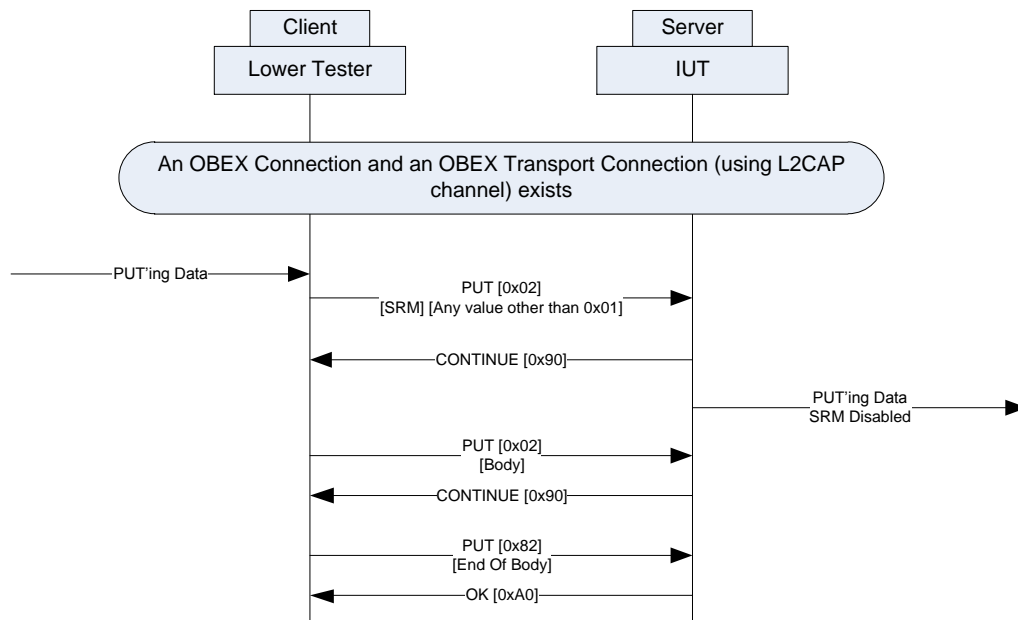 Client
Server
Lower Tester
IUT
An OBEX Connection and an OBEX Transport Connection (using L2CAP
channel) exists
PUT'ing Data
PUT [0x02]
[SRM] [Any value other than 0x01]
CONTINUE [0x90]
PUT'ing Data
SRM Disabled
PUT [0x02]
[Body]
CONTINUE [0x90]
PUT [0x82]
[End Of Body]
OK [0xA0]